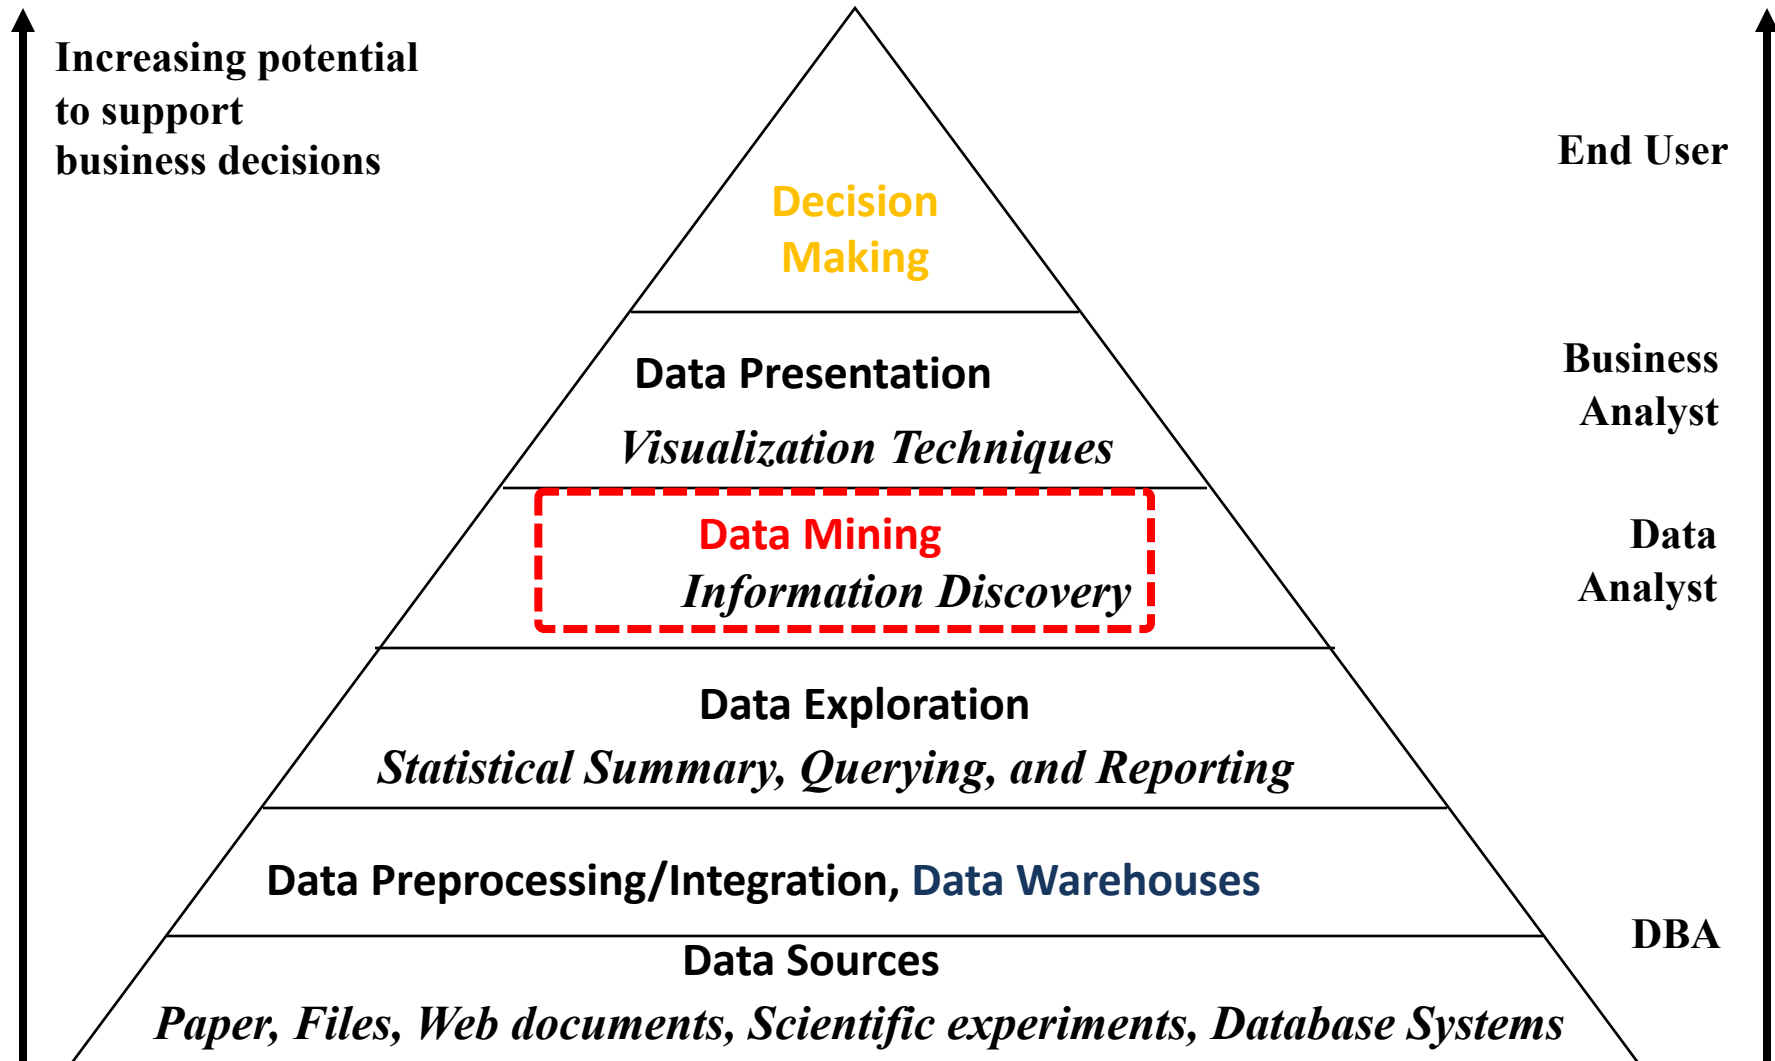 Increasing potential
to support
business decisions
End User
Decision
Making
Business
Analyst
Data Presentation
Visualization Techniques
Data Mining
Information Discovery
Data
Analyst
Data Exploration
Statistical Summary, Querying, and Reporting
Data Preprocessing/Integration, Data Warehouses
DBA
Data Sources
Paper, Files, Web documents, Scientific experiments, Database Systems